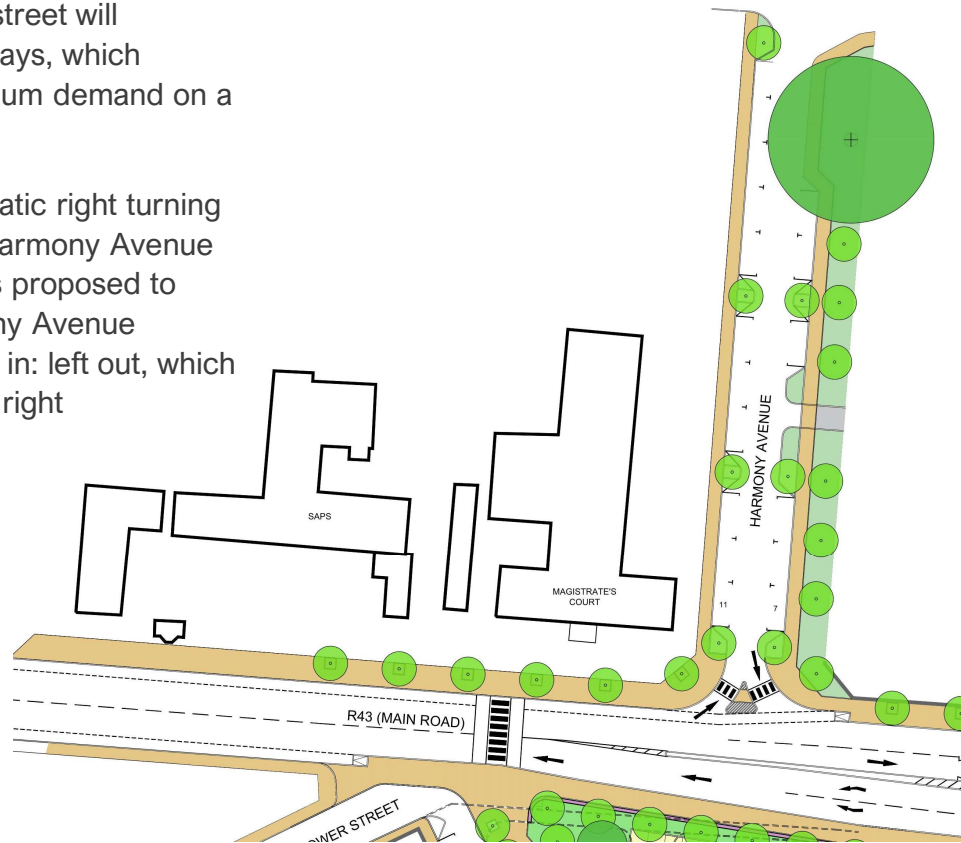 street will
ays, which
um demand on a
atic right turning
armony Avenue
s proposed to
ny Avenue
in: left out, which
right
HARMONY AVENUE
SAPS
MAGISTRATE'S
COURT
11
7
R43 (MAIN ROAD)
OWER STREET